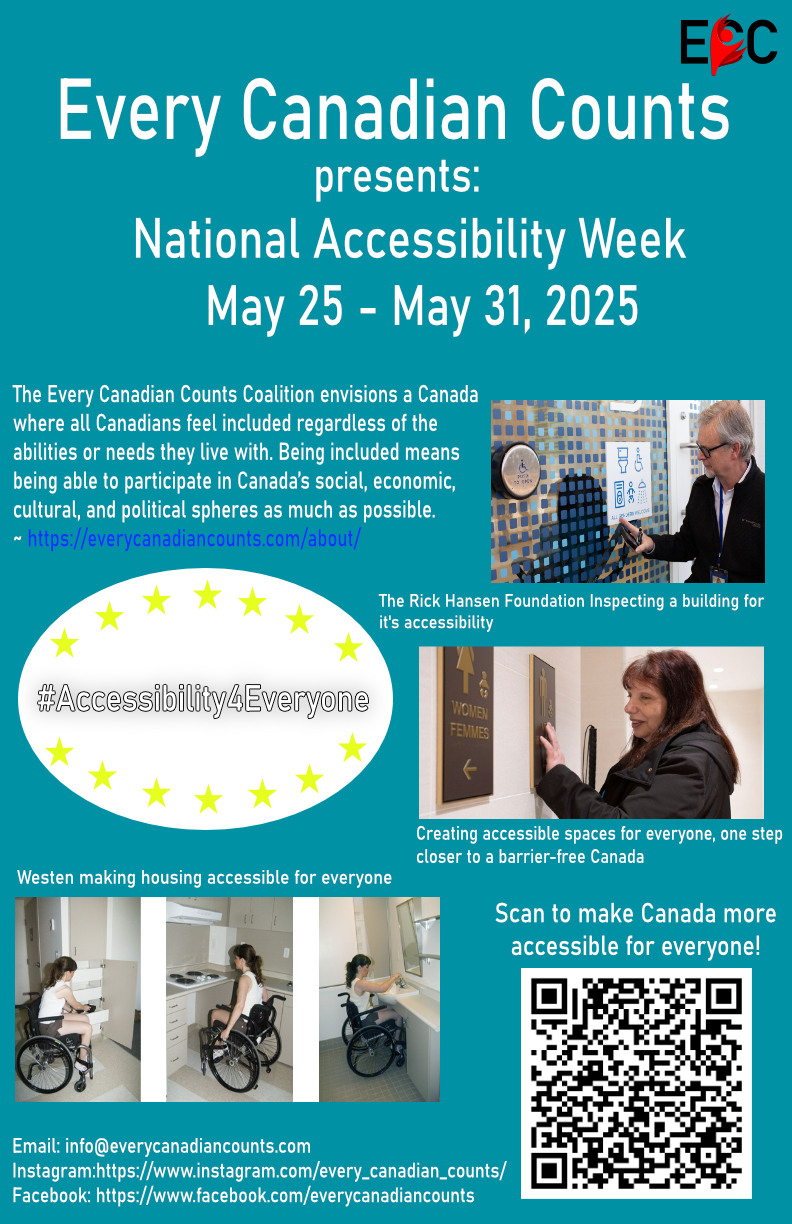 ECC
Every Canadian Counts
presents:
National Accessibility Week
May 25 - May 31, 2025
The Every Canadian Counts Coalition envisions a Canada
where all Canadians feel included regardless of the
abilities or needs they live with. Being included means
being able to participate in Canada's social, economic,
cultural, and political spheres as much as possible.
~ https://everycanadiancounts.com/about/
The Rick Hansen Foundation Inspecting a building for
it's accessibility
#Accessibility4Everyone
WOMEN
FEMMES
Creating accessible spaces for everyone, one step
closer to a barrier-free Canada
Westen making housing accessible for everyone
Scan to make Canada more
accessible for everyone!
Email: info@everycanadiancounts.com
Instagram:https://www.instagram.com/every_canadian_counts/
Facebook: https://www.facebook.com/everycanadiancounts